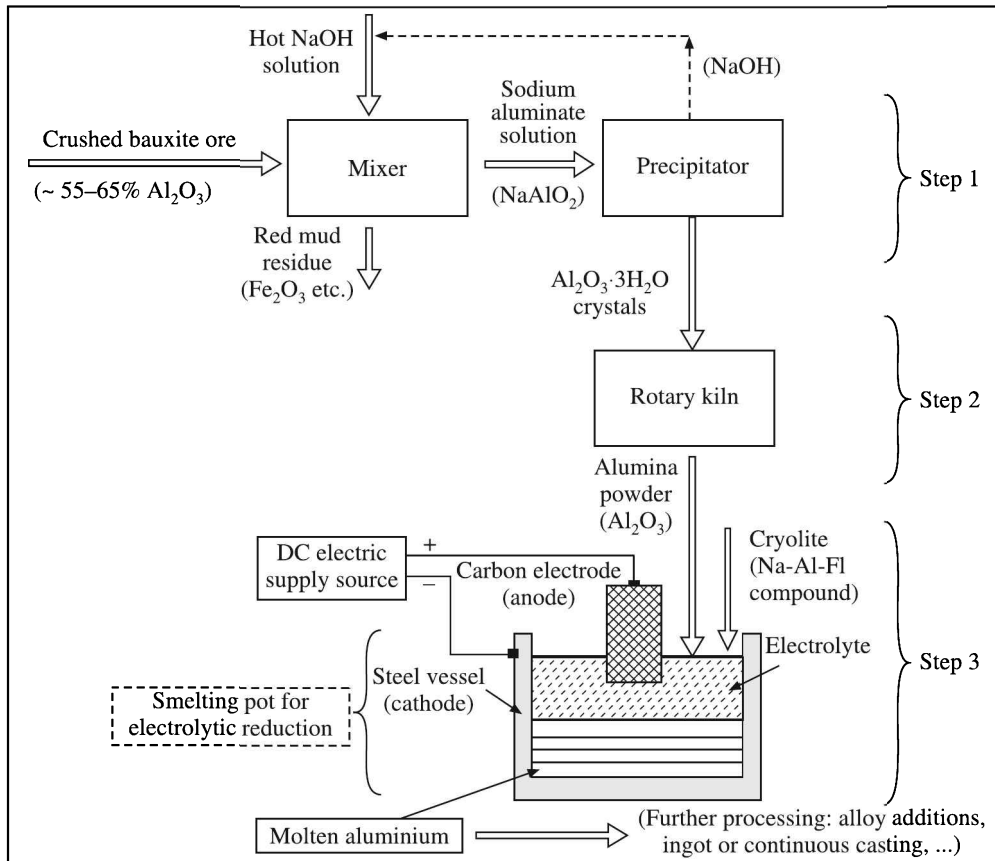 Hot NaOH
solution
(NaOH)
Sodium
aluminate
solution
Crushed bauxite ore
(~ 55–65% Al₂O₃)
Mixer
(NaAlO₂)
Precipitator
Step 1
Red mud
residue
(Fe₂O₃ etc.)
Al₂O₃·3H₂O
crystals
Rotary kiln
Step 2
Alumina
powder
(Al₂O₃)
DC electric
supply source
+
–
Carbon electrode
(anode)
Cryolite
(Na-Al-Fl
compound)
Electrolyte
Step 3
Steel vessel
(cathode)
Smelting pot for
electrolytic reduction
Molten aluminium
(Further processing: alloy additions,
ingot or continuous casting, ...)